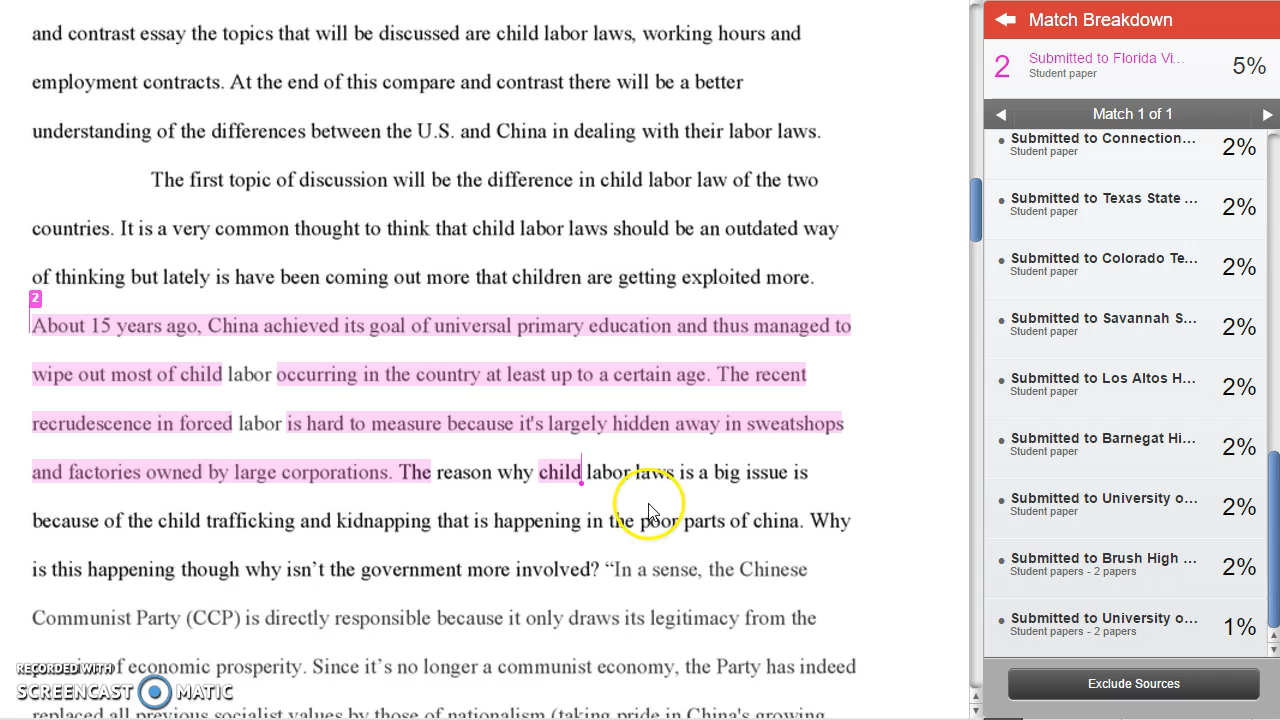 and contrast essay the topics that will be discussed are child labor laws, working hours and
employment contracts. At the end of this compare and contrast there will be a better
understanding of the differences between the U.S. and China in dealing with their labor laws.
The first topic of discussion will be the difference in child labor law of the two
countries. It is a very common thought to think that child labor laws should be an outdated way
of thinking but lately is have been coming out more that children are getting exploited more.
2
About 15 years ago, China achieved its goal of universal primary education and thus managed to
wipe out most of child labor occurring in the country at least up to a certain age. The recent
recrudescence in forced labor is hard to measure because it's largely hidden away in sweatshops
and factories owned by large corporations. The reason why child labor laws is a big issue is
because of the child trafficking and kidnapping that is happening in the poor parts of china. Why
is this happening though why isn’t the government more involved? “In a sense, the Chinese
Communist Party (CCP) is directly responsible because it only draws its legitimacy from the
of economic prosperity. Since it’s no longer a communist economy, the Party has indeed
replaced all previous socialist values by those of nationalism (taking pride in China's growing
RECORDED WITH
SCREENCAST MATIC
Match Breakdown
2 Submitted to Florida Vi... 5%
Student paper
Match 1 of 1
Submitted to Connection... 2%
Student paper
Submitted to Texas State ... 2%
Student paper
Submitted to Colorado Te... 2%
Student paper
Submitted to Savannah S... 2%
Student paper
Submitted to Los Altos H... 2%
Student paper
Submitted to Barnegat Hi... 2%
Student paper
Submitted to University o... 2%
Student paper
Submitted to Brush High ... 2%
Student papers - 2 papers
Submitted to University o... 1%
Student papers - 2 papers
Exclude Sources